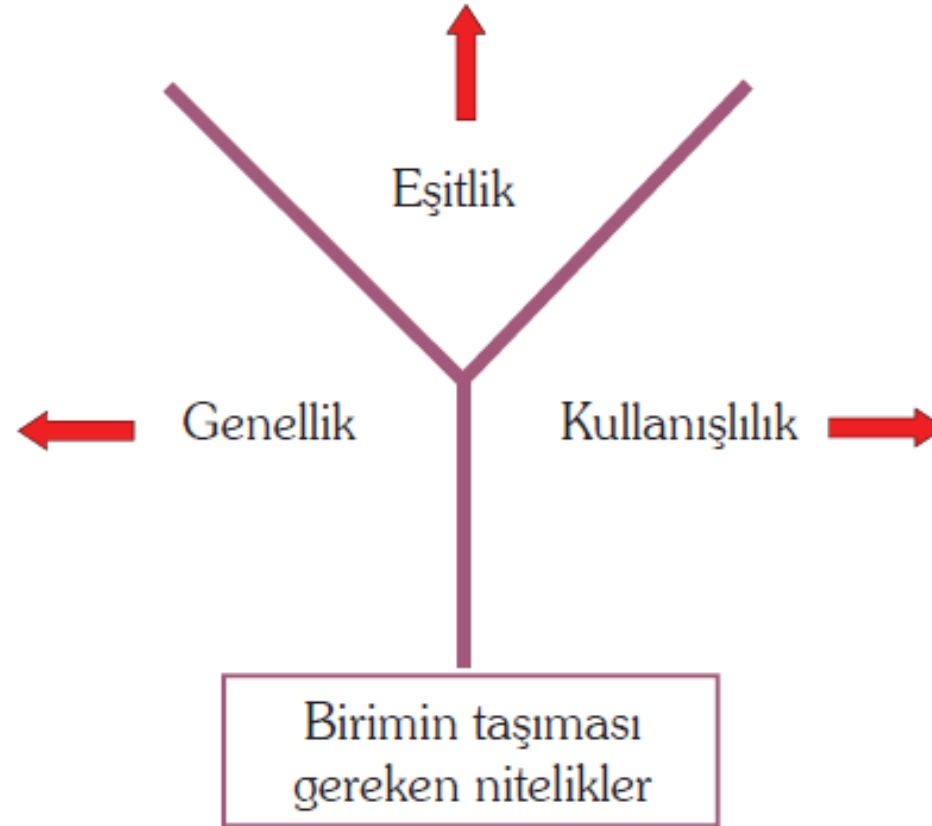 Eşitlik
Genellik
Kullanışlılık
Birimin taşıması
gereken nitelikler